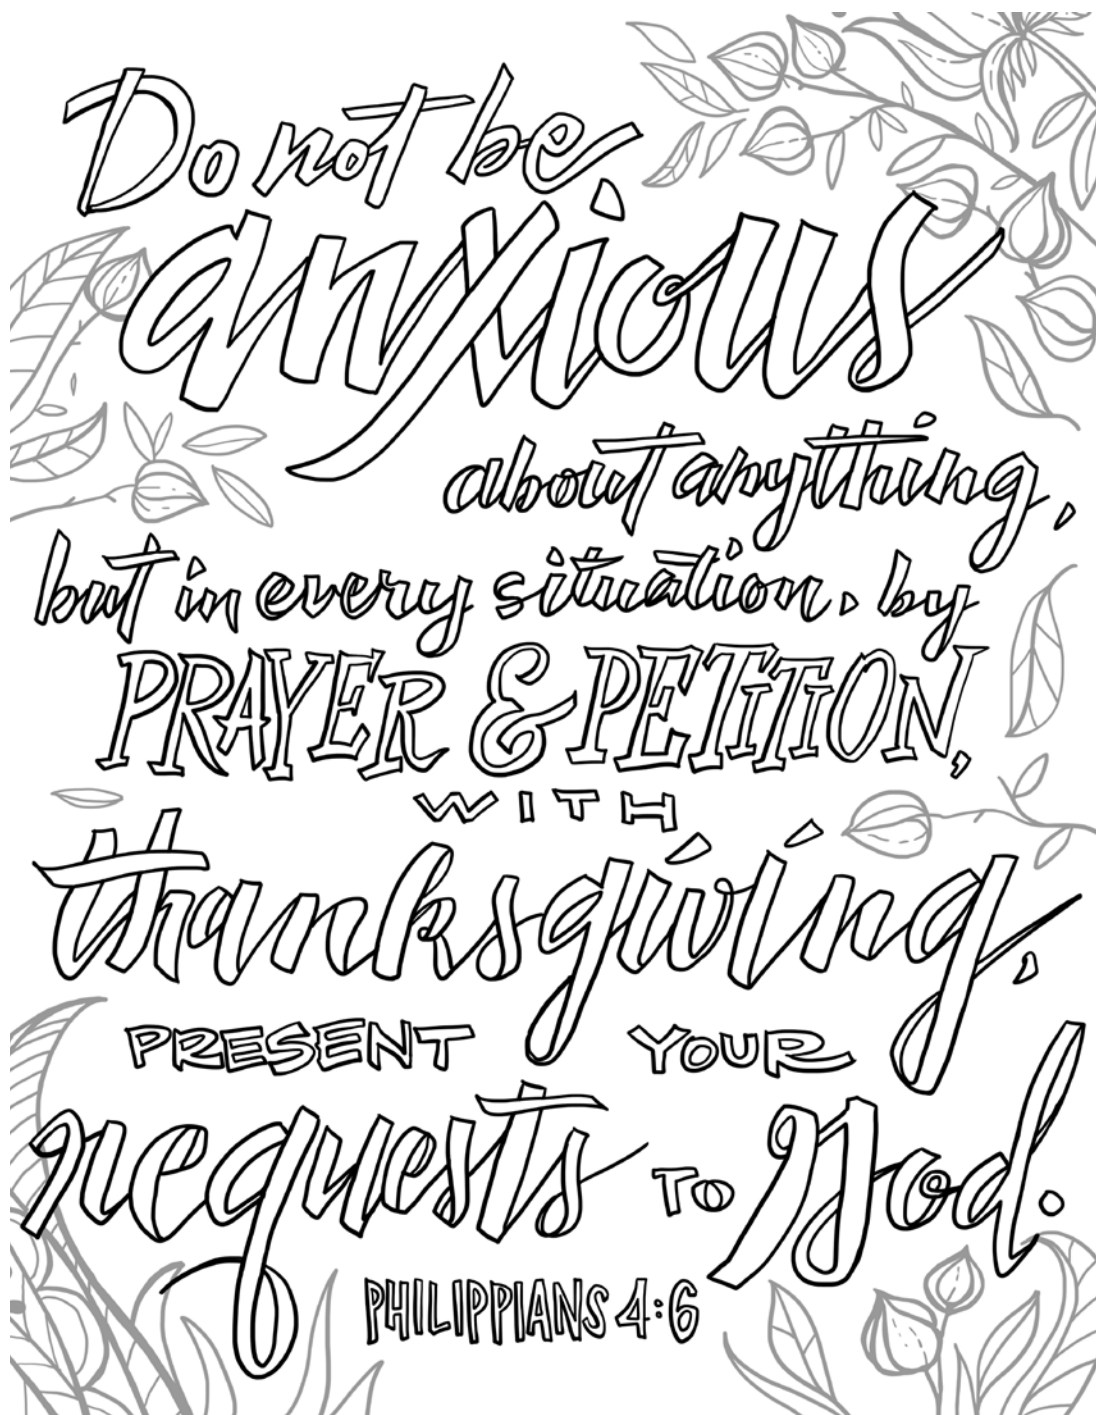 Do not be
anxious
about anything,
but in every situation, by
PRAYER & PETITION,
WITH
thanksgiving,
PRESENT YOUR
requests TO God.
PHILIPPIANS 4:6